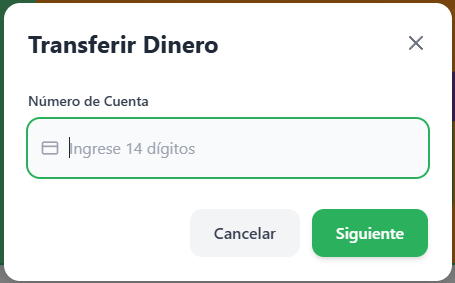 Transferir Dinero
Número de Cuenta
Ingrese 14 dígitos
Cancelar
Siguiente